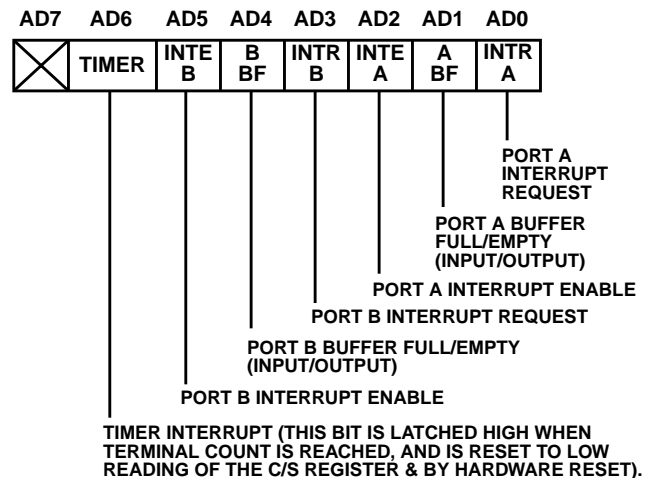 AD7 AD6 AD5 AD4 AD3 AD2 AD1 AD0
TIMER INTE B B BF INTR B INTE A A BF INTR A
PORT A
INTERRUPT
REQUEST
PORT A BUFFER
FULL/EMPTY
(INPUT/OUTPUT)
PORT A INTERRUPT ENABLE
PORT B INTERRUPT REQUEST
PORT B BUFFER FULL/EMPTY
(INPUT/OUTPUT)
PORT B INTERRUPT ENABLE
TIMER INTERRUPT (THIS BIT IS LATCHED HIGH WHEN
TERMINAL COUNT IS REACHED, AND IS RESET TO LOW
READING OF THE C/S REGISTER & BY HARDWARE RESET).